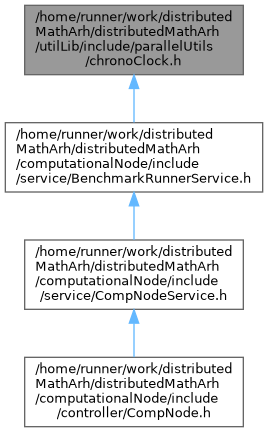 /home/runner/work/distributed
MathArh/distributedMathArh
/utilLib/include/parallelUtils
/chronoClock.h
/home/runner/work/distributed
MathArh/distributedMathArh
/computationalNode/include
/service/BenchmarkRunnerService.h
/home/runner/work/distributed
MathArh/distributedMathArh
/computationalNode/include
/service/CompNodeService.h
/home/runner/work/distributed
MathArh/distributedMathArh
/computationalNode/include
/controller/CompNode.h